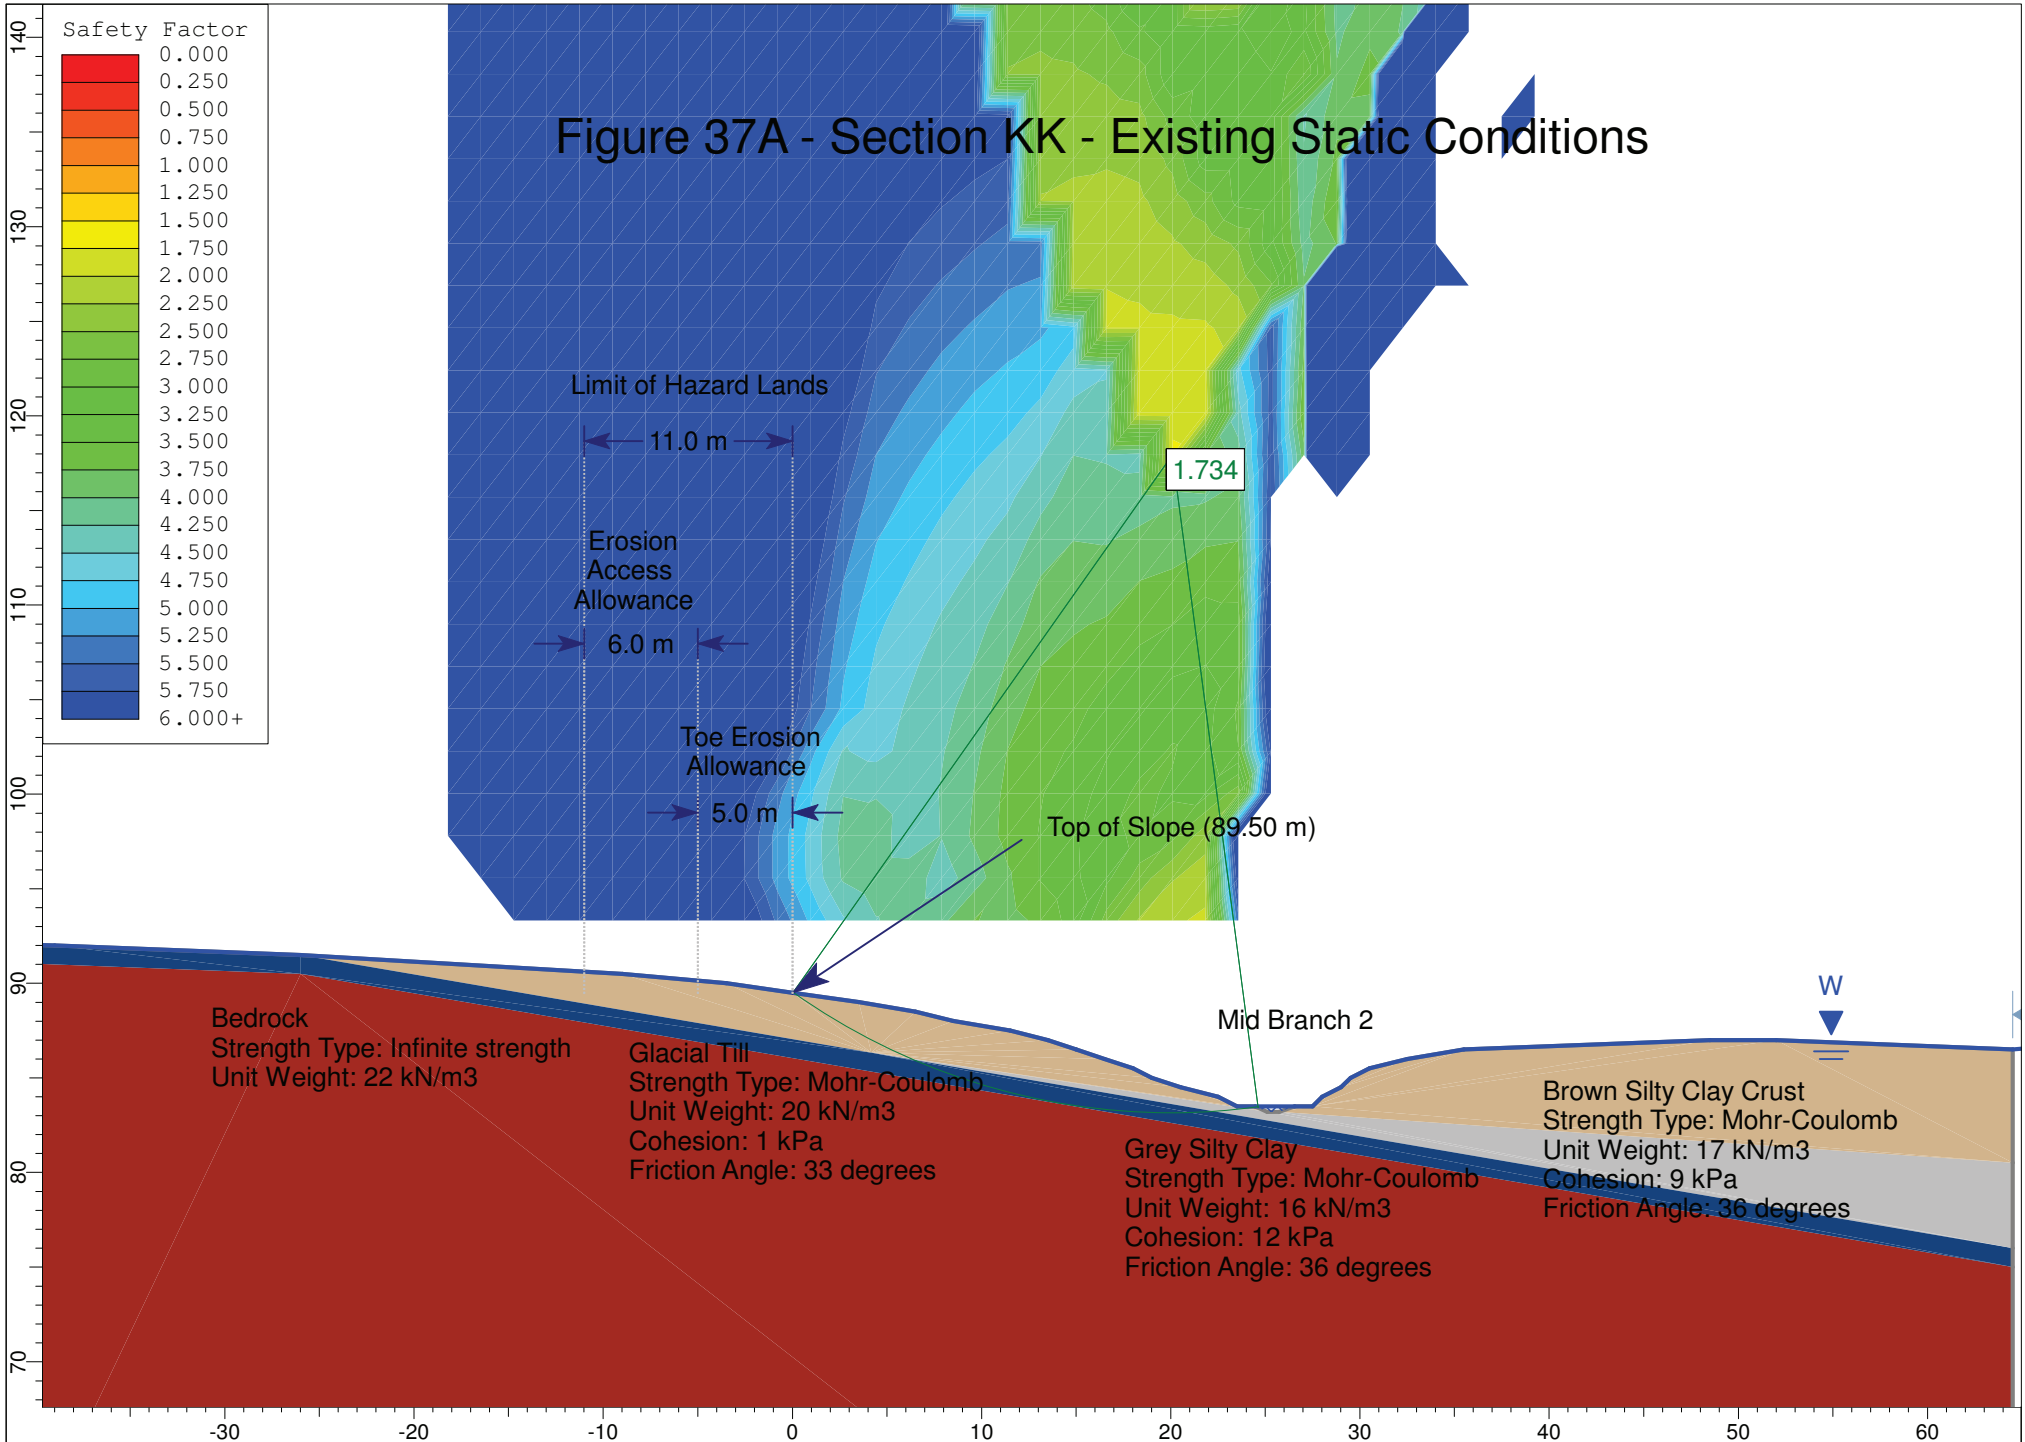 Safety Factor
0.000
0.250
0.500
0.750
1.000
1.250
1.500
1.750
2.000
2.250
2.500
2.750
3.000
3.250
3.500
3.750
4.000
4.250
4.500
4.750
5.000
5.250
5.500
5.750
6.000+
Figure 37A - Section KK - Existing Static Conditions
Limit of Hazard Lands
11.0 m
1.734
Erosion
Access
Allowance
6.0 m
Toe Erosion
Allowance
5.0 m
Top of Slope (89.50 m)
W
Mid Branch 2
Bedrock
Strength Type: Infinite strength
Unit Weight: 22 kN/m3
Glacial Till
Strength Type: Mohr-Coulomb
Unit Weight: 20 kN/m3
Cohesion: 1 kPa
Friction Angle: 33 degrees
Grey Silty Clay
Strength Type: Mohr-Coulomb
Unit Weight: 16 kN/m3
Cohesion: 12 kPa
Friction Angle: 36 degrees
Brown Silty Clay Crust
Strength Type: Mohr-Coulomb
Unit Weight: 17 kN/m3
Cohesion: 9 kPa
Friction Angle: 36 degrees
140
130
120
110
100
90
80
70
-30 -20 -10 0 10 20 30 40 50 60